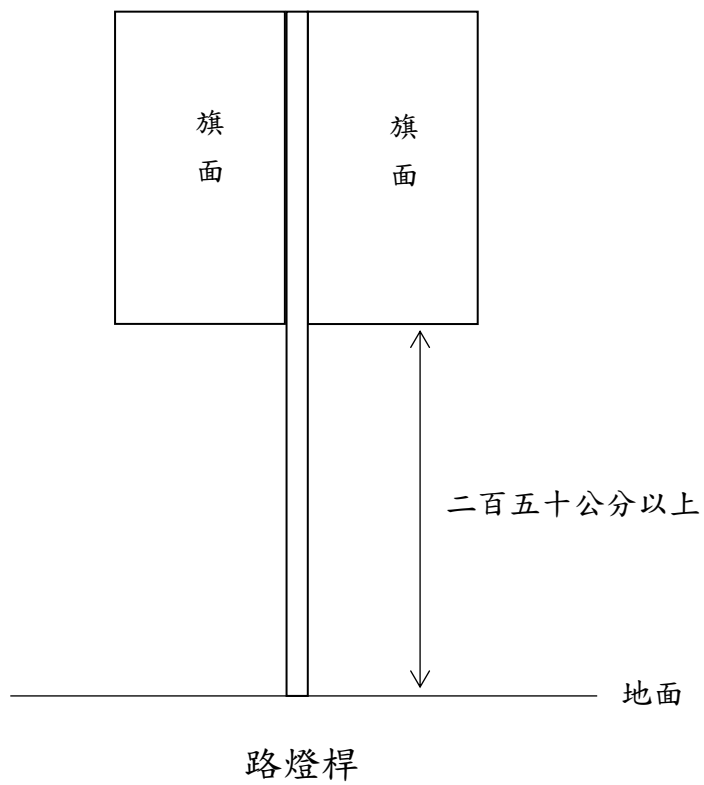 旗面
旗面
二百五十公分以上
地面
路燈桿